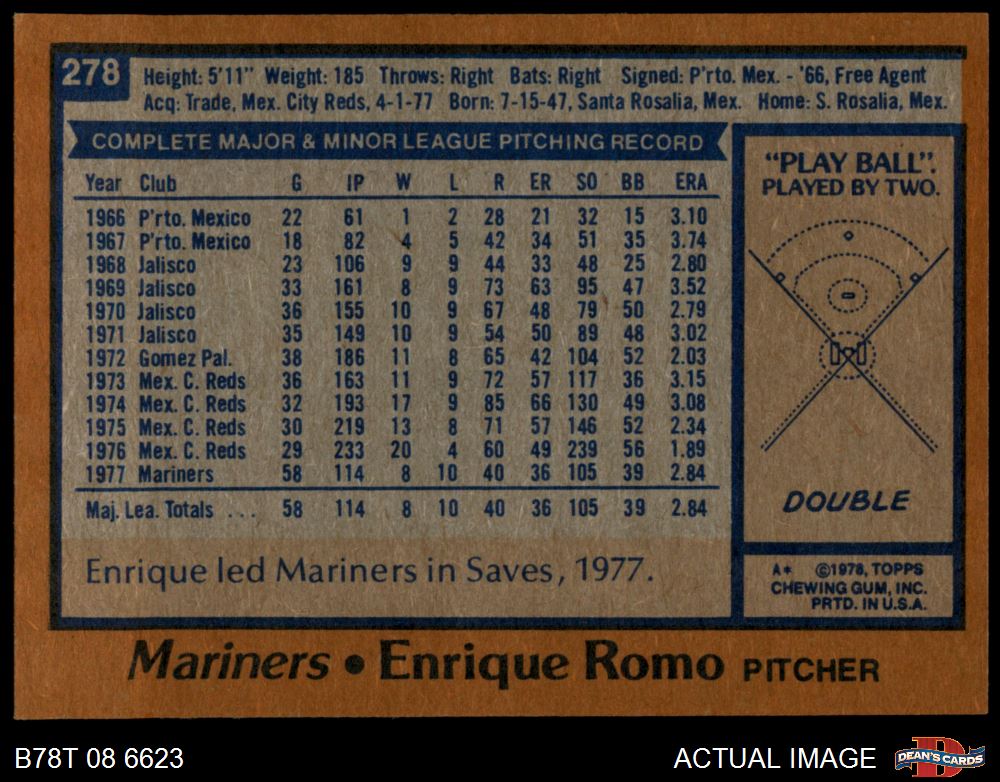 278
Height: 5'11" Weight: 185 Throws: Right Bats: Right Signed: P'rto. Mex. - '66, Free Agent
Acq: Trade, Mex. City Reds, 4-1-77 Born: 7-15-47, Santa Rosalia, Mex. Home: S. Rosalia, Mex.
COMPLETE MAJOR & MINOR LEAGUE PITCHING RECORD
Year Club G IP W L R ER SO BB ERA
1966 P'rto. Mexico 22 61 1 2 28 21 32 15 3.10
1967 P'rto. Mexico 18 82 4 5 42 34 51 35 3.74
1968 Jalisco 23 106 9 9 44 33 48 25 2.80
1969 Jalisco 33 161 8 9 73 63 95 47 3.52
1970 Jalisco 36 155 10 9 67 48 79 50 2.79
1971 Jalisco 35 149 10 9 54 50 89 48 3.02
1972 Gomez Pal. 38 186 11 8 65 42 104 52 2.03
1973 Mex. C. Reds 36 163 11 9 72 57 117 36 3.15
1974 Mex. C. Reds 32 193 17 9 85 66 130 49 3.08
1975 Mex. C. Reds 30 219 13 8 71 57 146 52 2.34
1976 Mex. C. Reds 29 233 20 4 60 49 239 56 1.89
1977 Mariners 58 114 8 10 40 36 105 39 2.84
Maj. Lea. Totals ... 58 114 8 10 40 36 105 39 2.84
Enrique led Mariners in Saves, 1977.
"PLAY BALL".
PLAYED BY TWO.
DOUBLE
A* ©1978, TOPPS
CHEWING GUM, INC.
PRTD. IN U.S.A.
Mariners • Enrique Romo PITCHER
B78T 08 6623
ACTUAL IMAGE
D
DEAN'S CARDS